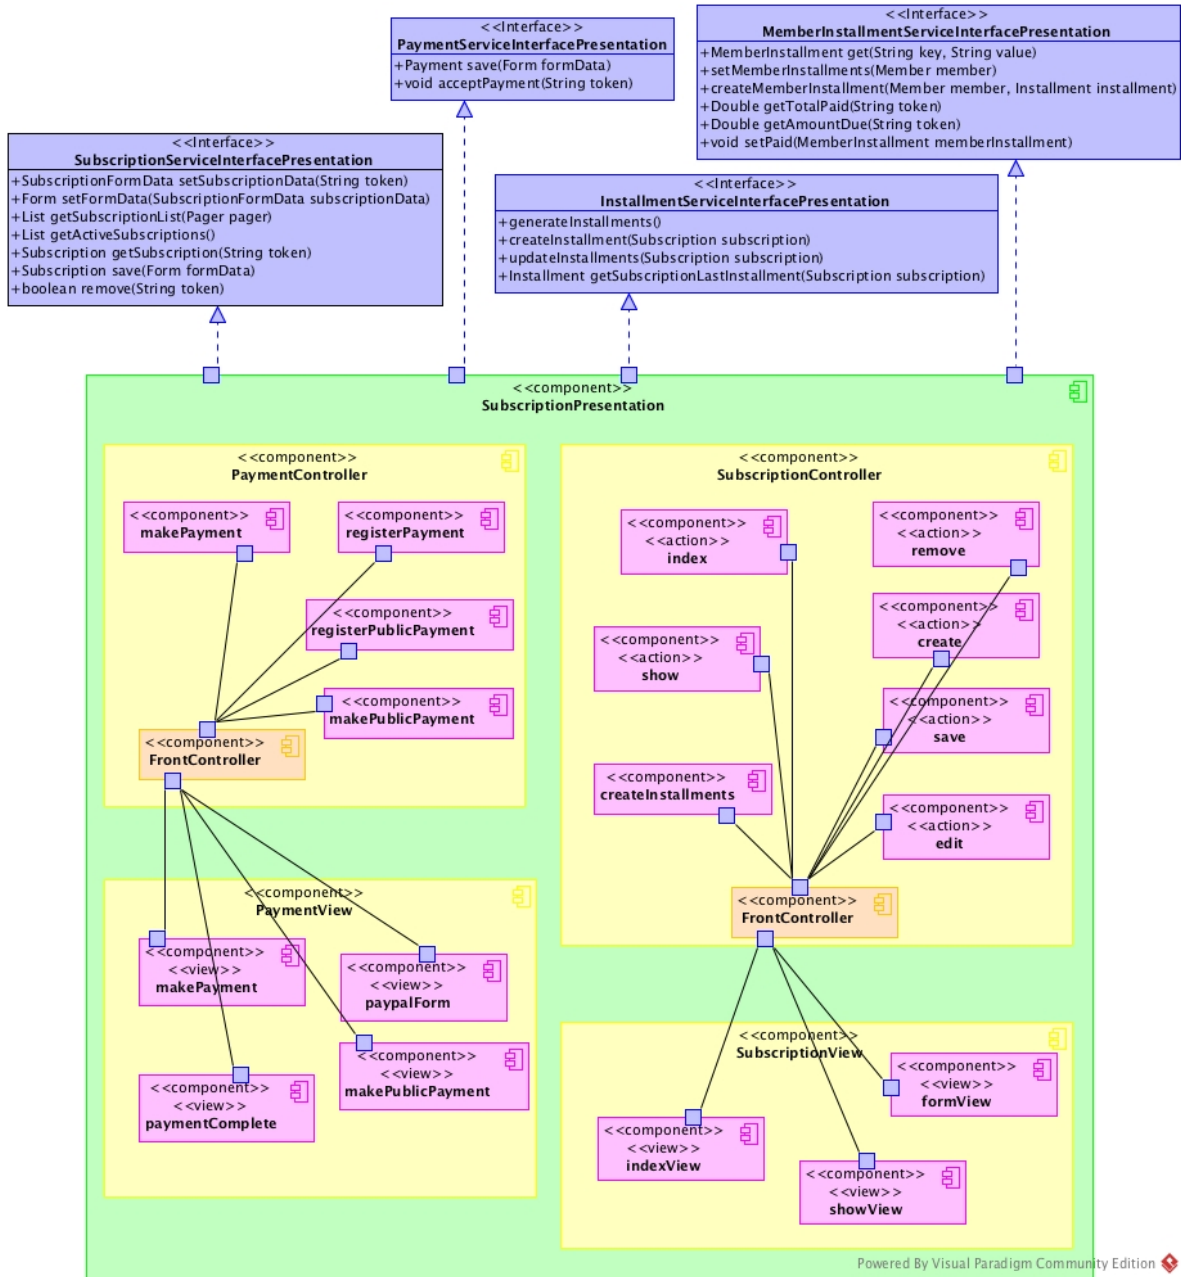 <<Interface>>
PaymentServiceInterfacePresentation
+Payment save(Form formData)
+void acceptPayment(String token)
<<Interface>>
MemberInstallmentServiceInterfacePresentation
+MemberInstallment get(String key, String value)
+setMemberInstallments(Member member)
+createMemberInstallment(Member member, Installment installment)
+Double getTotalPaid(String token)
+Double getAmountDue(String token)
+void setPaid(MemberInstallment memberInstallment)
<<Interface>>
SubscriptionServiceInterfacePresentation
+SubscriptionFormData setSubscriptionData(String token)
+Form setFormData(SubscriptionFormData subscriptionData)
+List getSubscriptionList(Pager pager)
+List getActiveSubscriptions()
+Subscription getSubscription(String token)
+Subscription save(Form formData)
+boolean remove(String token)
<<Interface>>
InstallmentServiceInterfacePresentation
+generateInstallments()
+createInstallment(Subscription subscription)
+updateInstallments(Subscription subscription)
+Installment getSubscriptionLastInstallment(Subscription subscription)
<<component>>
SubscriptionPresentation
<<component>>
PaymentController
<<component>>
makePayment
<<component>>
registerPayment
<<component>>
registerPublicPayment
<<component>>
makePublicPayment
<<component>>
FrontController
<<component>>
SubscriptionController
<<component>>
<<action>>
index
<<component>>
<<action>>
remove
<<component>>
<<action>>
create
<<component>>
<<action>>
show
<<component>>
<<action>>
save
<<component>>
createInstallments
<<component>>
<<action>>
edit
<<component>>
FrontController
<<component>>
PaymentView
<<component>>
<<view>>
makePayment
<<component>>
<<view>>
paypalForm
<<component>>
<<view>>
makePublicPayment
<<component>>
<<view>>
paymentComplete
<<component>>
SubscriptionView
<<component>>
<<view>>
formView
<<component>>
<<view>>
indexView
<<component>>
<<view>>
showView
Powered By Visual Paradigm Community Edition